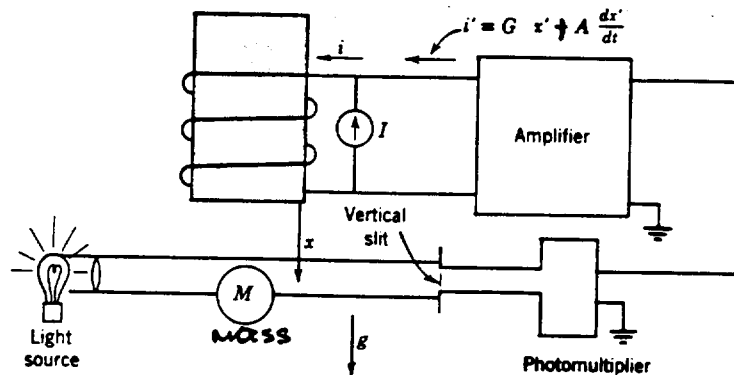 i
i' = G x' + A dx'/dt
I
Amplifier
Vertical
slit
x
M
mass
g
Light
source
Photomultiplier